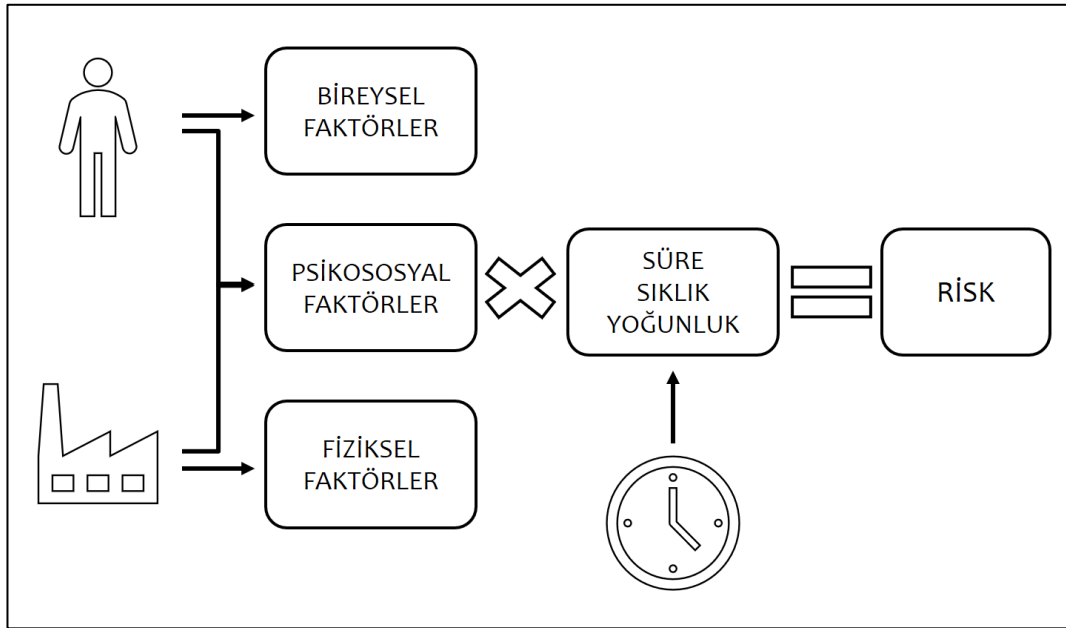 BİREYSEL
FAKTÖRLER
PSİKOSOSYAL
FAKTÖRLER
SÜRE
SIKLIK
YOĞUNLUK
RİSK
FİZİKSEL
FAKTÖRLER